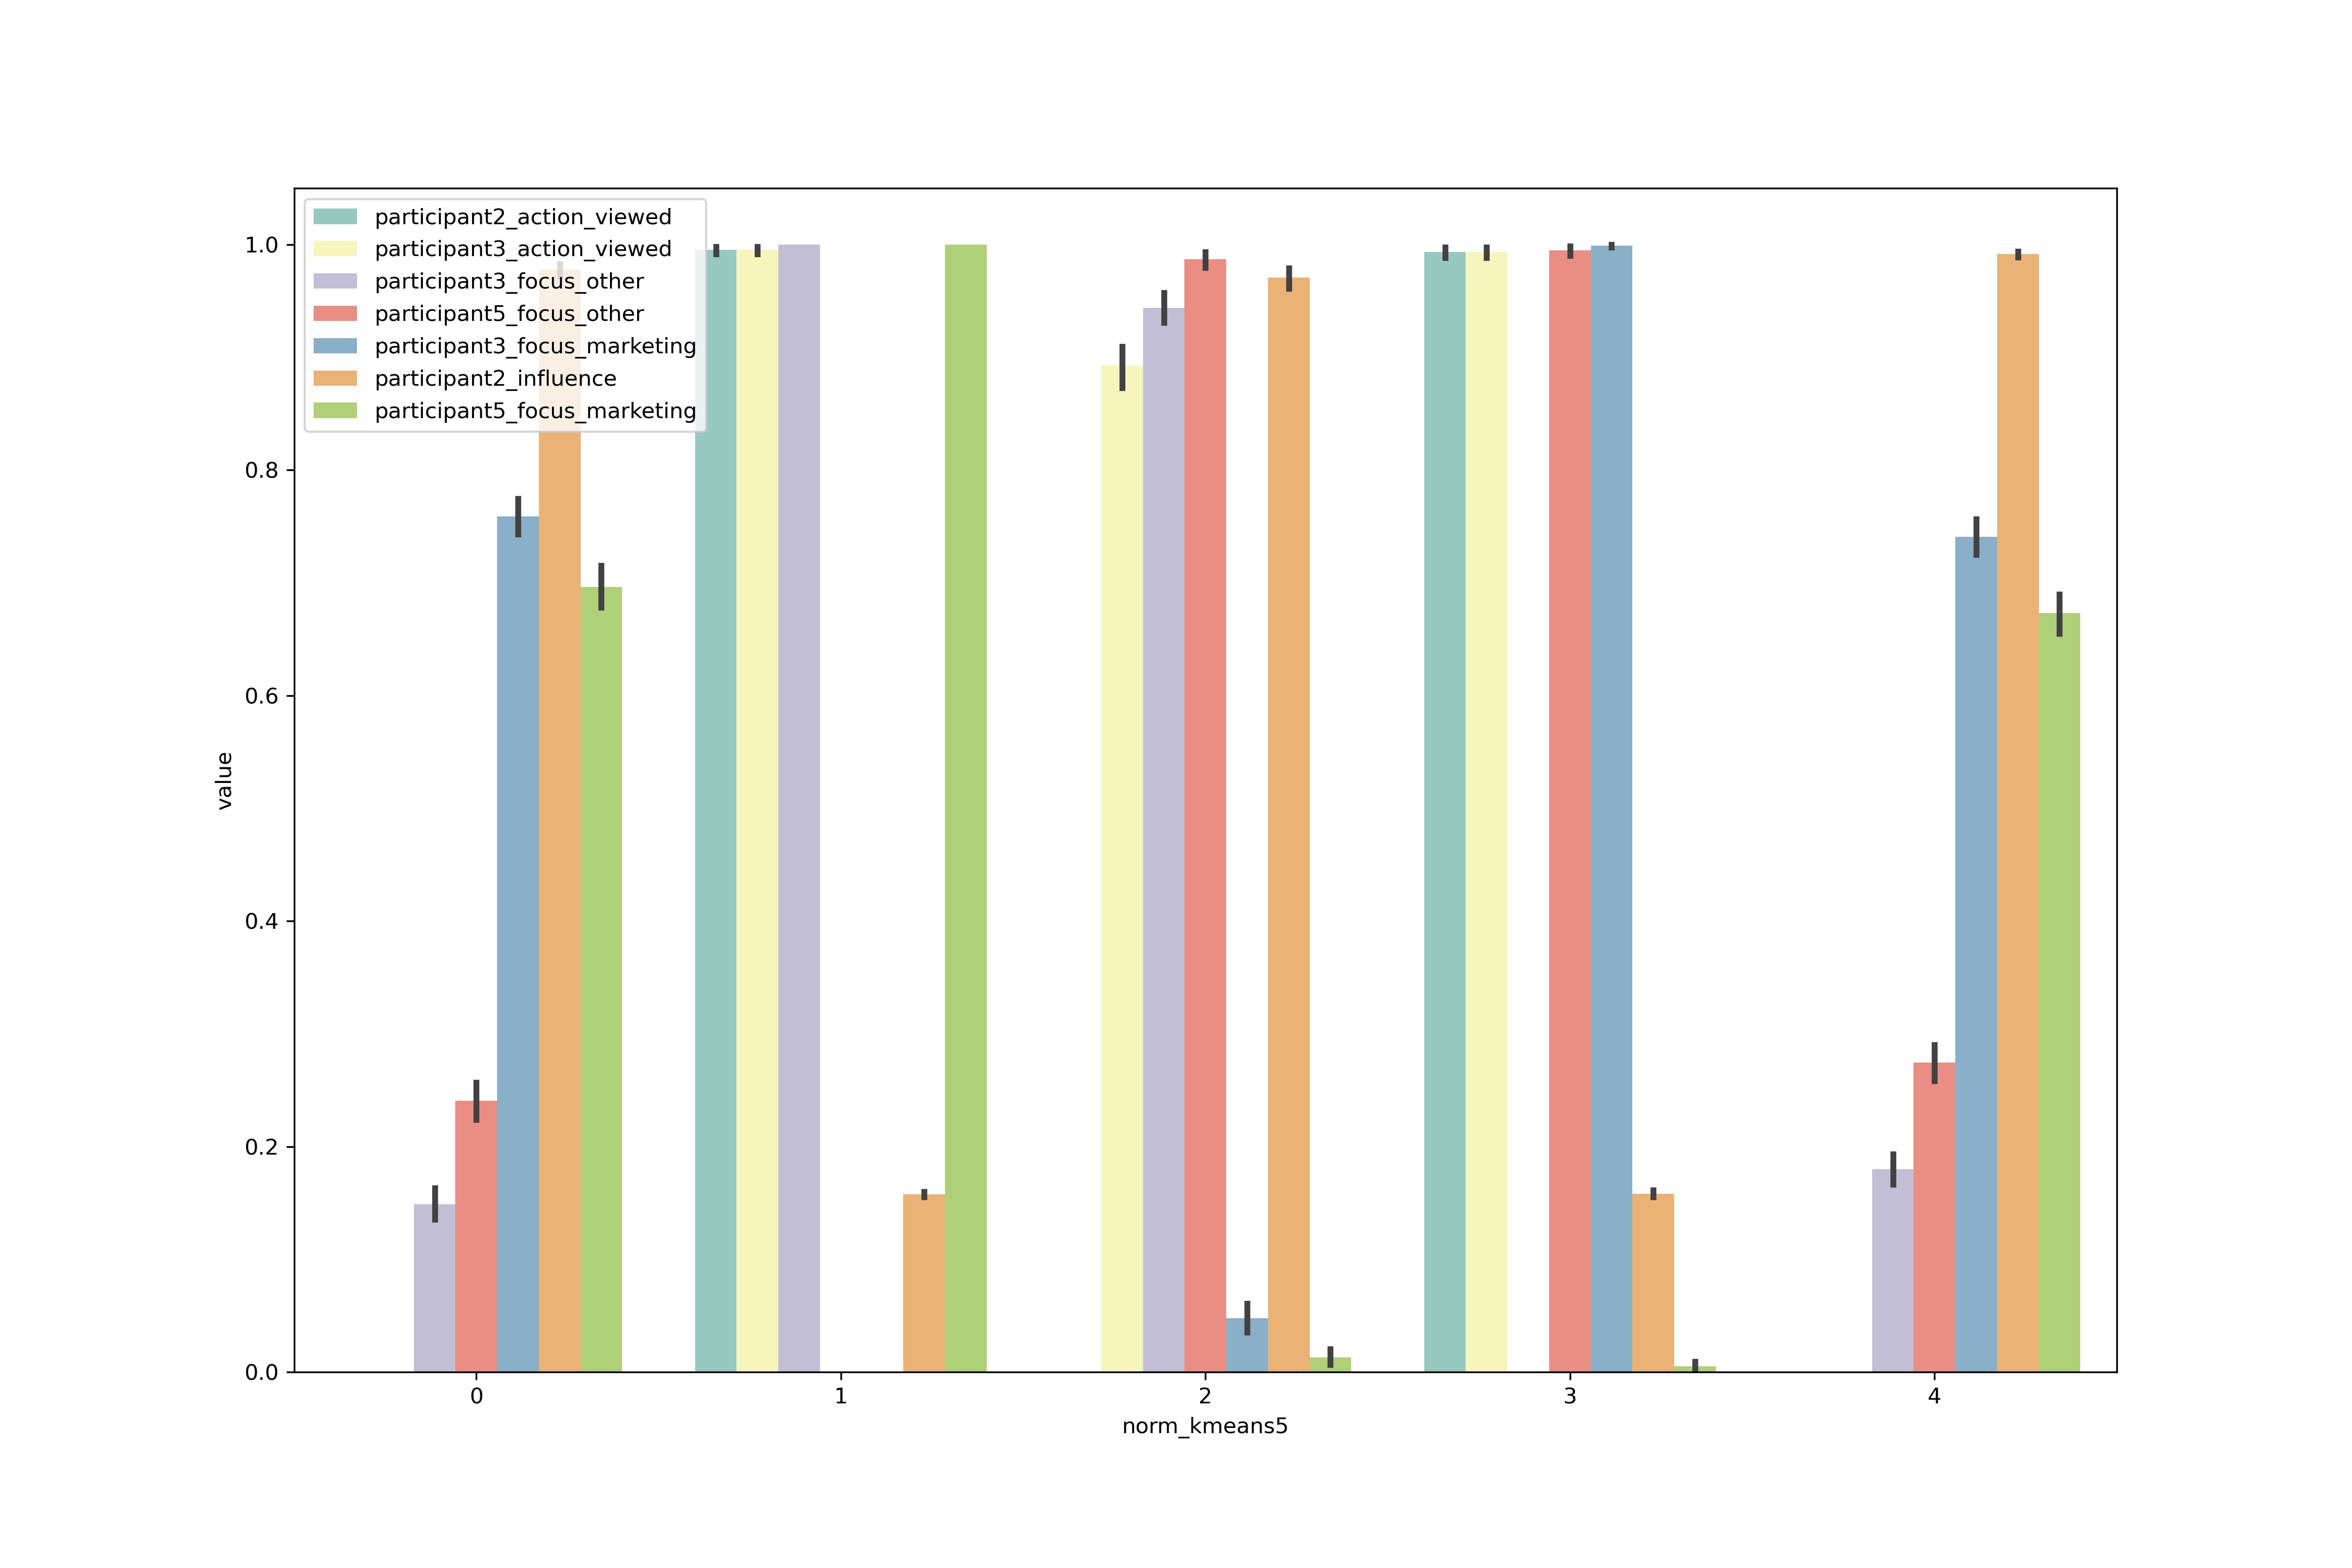 participant2_action_viewed
participant3_action_viewed
participant3_focus_other
participant5_focus_other
participant3_focus_marketing
participant2_influence
participant5_focus_marketing
1.0
0.8
0.6
0.4
0.2
0.0
value
0 1 2 3 4
norm_kmeans5